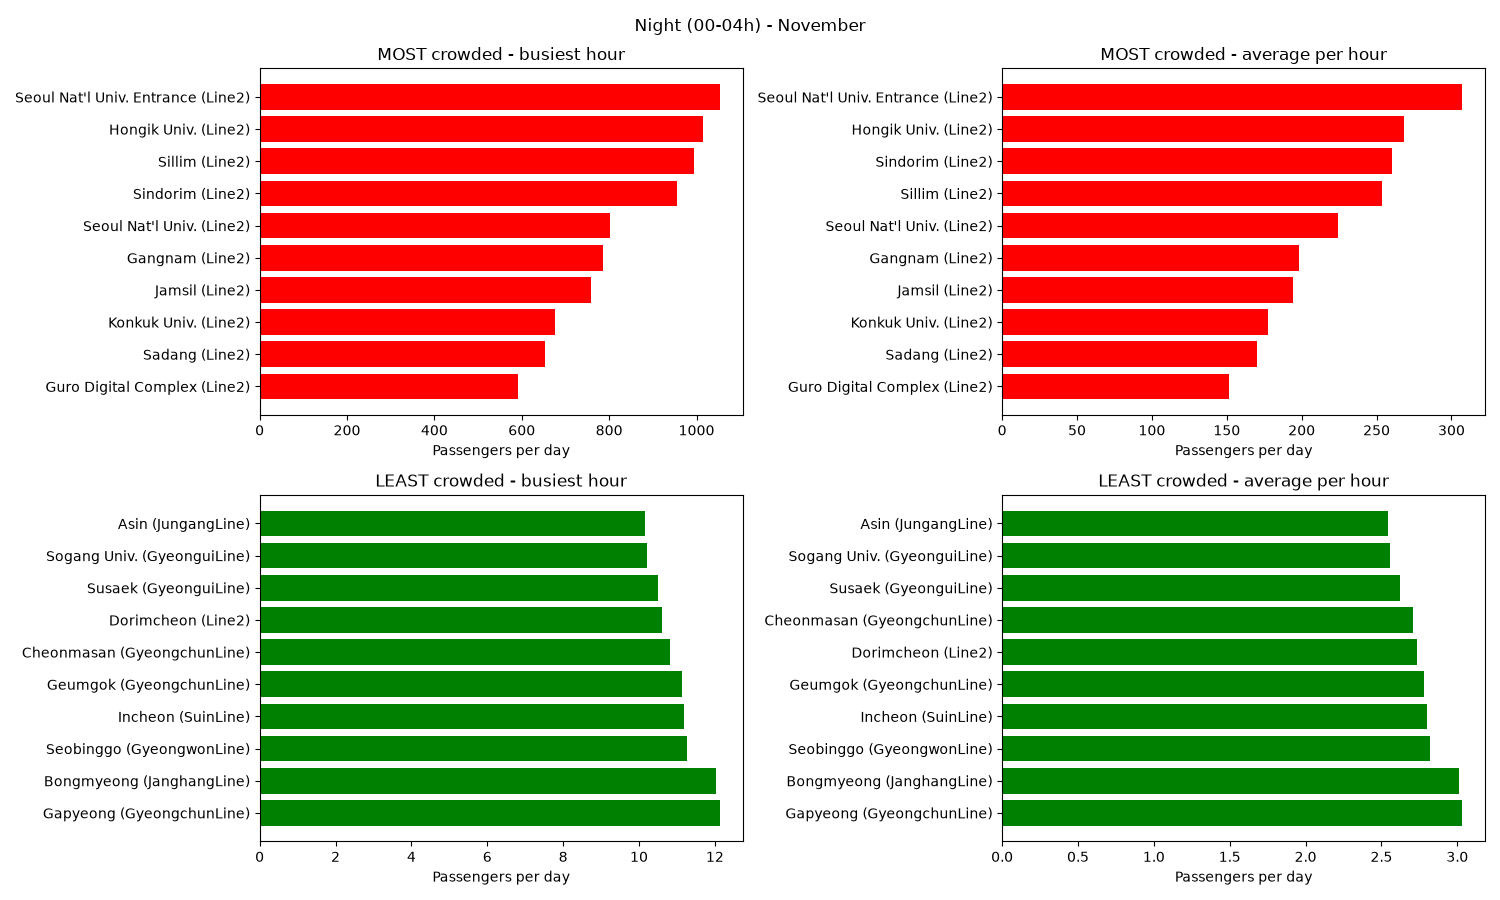 Night (00-04h) - November
MOST crowded - busiest hour
Seoul Nat'l Univ. Entrance (Line2)
Hongik Univ. (Line2)
Sillim (Line2)
Sindorim (Line2)
Seoul Nat'l Univ. (Line2)
Gangnam (Line2)
Jamsil (Line2)
Konkuk Univ. (Line2)
Sadang (Line2)
Guro Digital Complex (Line2)
0 200 400 600 800 1000
Passengers per day
MOST crowded - average per hour
Seoul Nat'l Univ. Entrance (Line2)
Hongik Univ. (Line2)
Sindorim (Line2)
Sillim (Line2)
Seoul Nat'l Univ. (Line2)
Gangnam (Line2)
Jamsil (Line2)
Konkuk Univ. (Line2)
Sadang (Line2)
Guro Digital Complex (Line2)
0 50 100 150 200 250 300
Passengers per day
LEAST crowded - busiest hour
Asin (JungangLine)
Sogang Univ. (GyeonguiLine)
Susaek (GyeonguiLine)
Dorimcheon (Line2)
Cheonmasan (GyeongchunLine)
Geumgok (GyeongchunLine)
Incheon (SuinLine)
Seobinggo (GyeongwonLine)
Bongmyeong (JanghangLine)
Gapyeong (GyeongchunLine)
0 2 4 6 8 10 12
Passengers per day
LEAST crowded - average per hour
Asin (JungangLine)
Sogang Univ. (GyeonguiLine)
Susaek (GyeonguiLine)
Cheonmasan (GyeongchunLine)
Dorimcheon (Line2)
Geumgok (GyeongchunLine)
Incheon (SuinLine)
Seobinggo (GyeongwonLine)
Bongmyeong (JanghangLine)
Gapyeong (GyeongchunLine)
0.0 0.5 1.0 1.5 2.0 2.5 3.0
Passengers per day